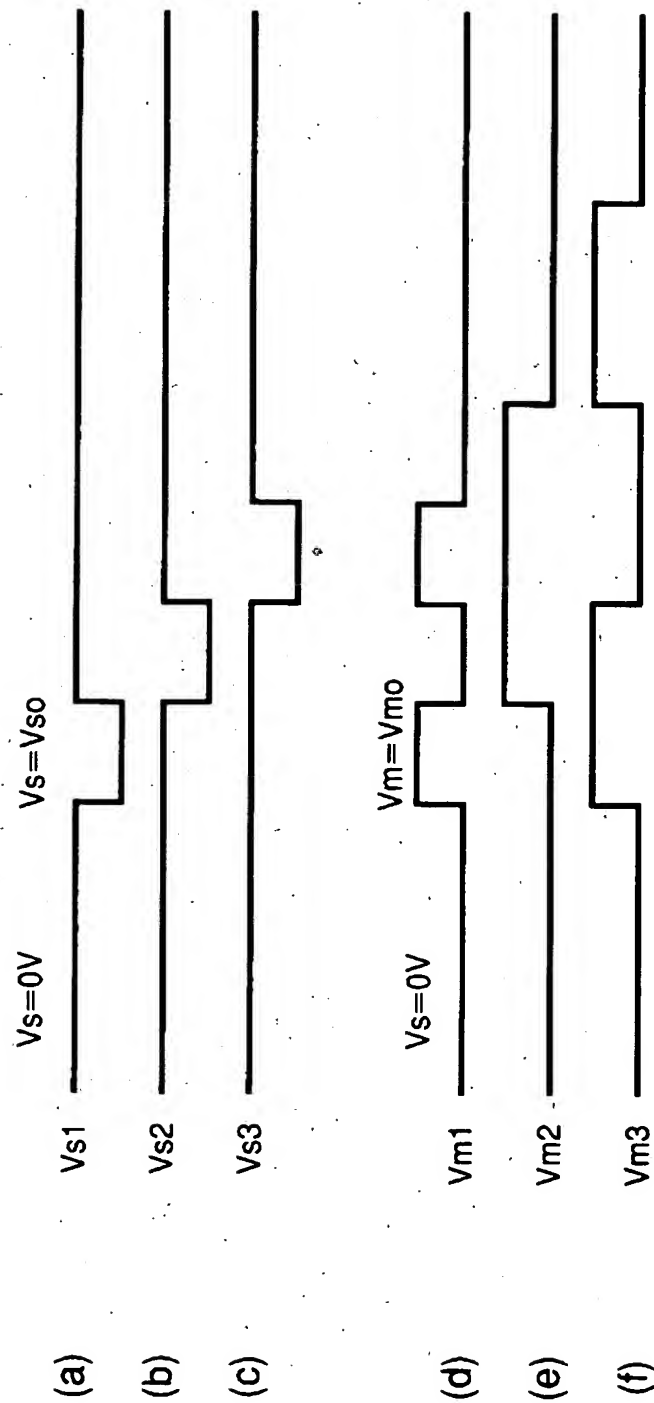 Vs=0V Vs=Vso
(a) Vs1
(b) Vs2
(c) Vs3
Vs=0V Vm=Vmo
(d) Vm1
(e) Vm2
(f) Vm3